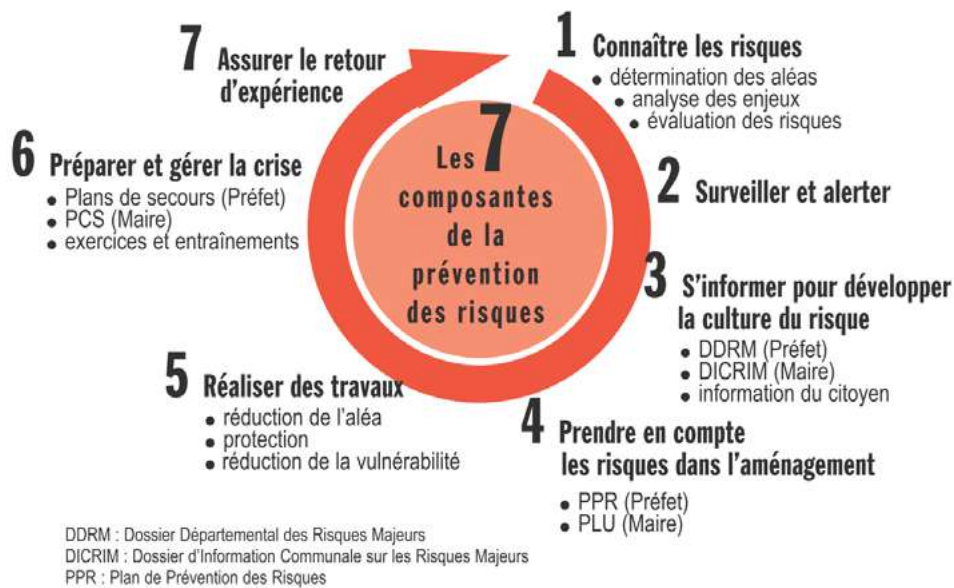 Les 7
composantes
de la
prévention
des risques
1 Connaître les risques
• détermination des aléas
• analyse des enjeux
• évaluation des risques
2 Surveiller et alerter
3 S'informer pour développer
la culture du risque
• DDRM (Préfet)
• DICRIM (Maire)
• information du citoyen
4 Prendre en compte
les risques dans l'aménagement
• PPR (Préfet)
• PLU (Maire)
5 Réaliser des travaux
• réduction de l'aléa
• protection
• réduction de la vulnérabilité
6 Préparer et gérer la crise
• Plans de secours (Préfet)
• PCS (Maire)
• exercices et entraînements
7 Assurer le retour
d'expérience
DDRM : Dossier Départemental des Risques Majeurs
DICRIM : Dossier d'Information Communale sur les Risques Majeurs
PPR : Plan de Prévention des Risques